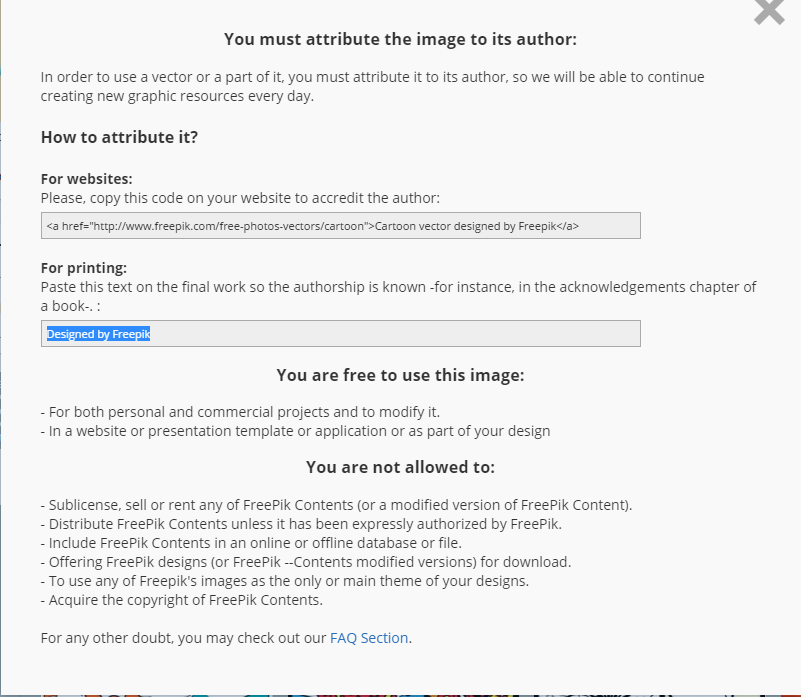 You must attribute the image to its author:
In order to use a vector or a part of it, you must attribute it to its author, so we will be able to continue
creating new graphic resources every day.
How to attribute it?
For websites:
Please, copy this code on your website to accredit the author:
<a href="http://www.freepik.com/free-photos-vectors/cartoon">Cartoon vector designed by Freepik</a>
For printing:
Paste this text on the final work so the authorship is known -for instance, in the acknowledgements chapter of
a book-. :
Designed by Freepik
You are free to use this image:
- For both personal and commercial projects and to modify it.
- In a website or presentation template or application or as part of your design
You are not allowed to:
- Sublicense, sell or rent any of FreePik Contents (or a modified version of FreePik Content).
- Distribute FreePik Contents unless it has been expressly authorized by FreePik.
- Include FreePik Contents in an online or offline database or file.
- Offering FreePik designs (or FreePik --Contents modified versions) for download.
- To use any of Freepik's images as the only or main theme of your designs.
- Acquire the copyright of FreePik Contents.
For any other doubt, you may check out our FAQ Section.